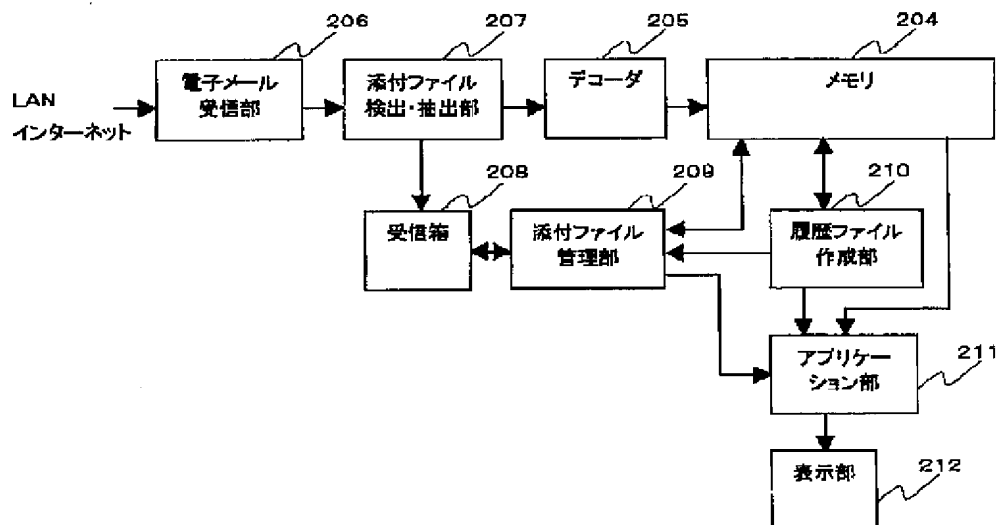 206
207
205
204
電子メール
受信部
添付ファイル
検出・抽出部
デコーダ
メモリ
LAN
インターネット
208
209
210
受信箱
添付ファイル
管理部
履歴ファイル
作成部
アプリケー
ション部
211
表示部
212